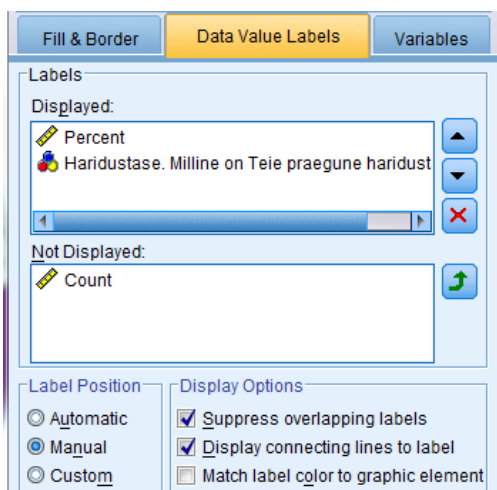 Fill & Border Data Value Labels Variables
Labels
Displayed:
Percent
Haridustase. Milline on Teie praegune haridust
Not Displayed:
Count
Label Position Display Options
Automatic Suppress overlapping labels
Manual Display connecting lines to label
Custom Match label color to graphic element